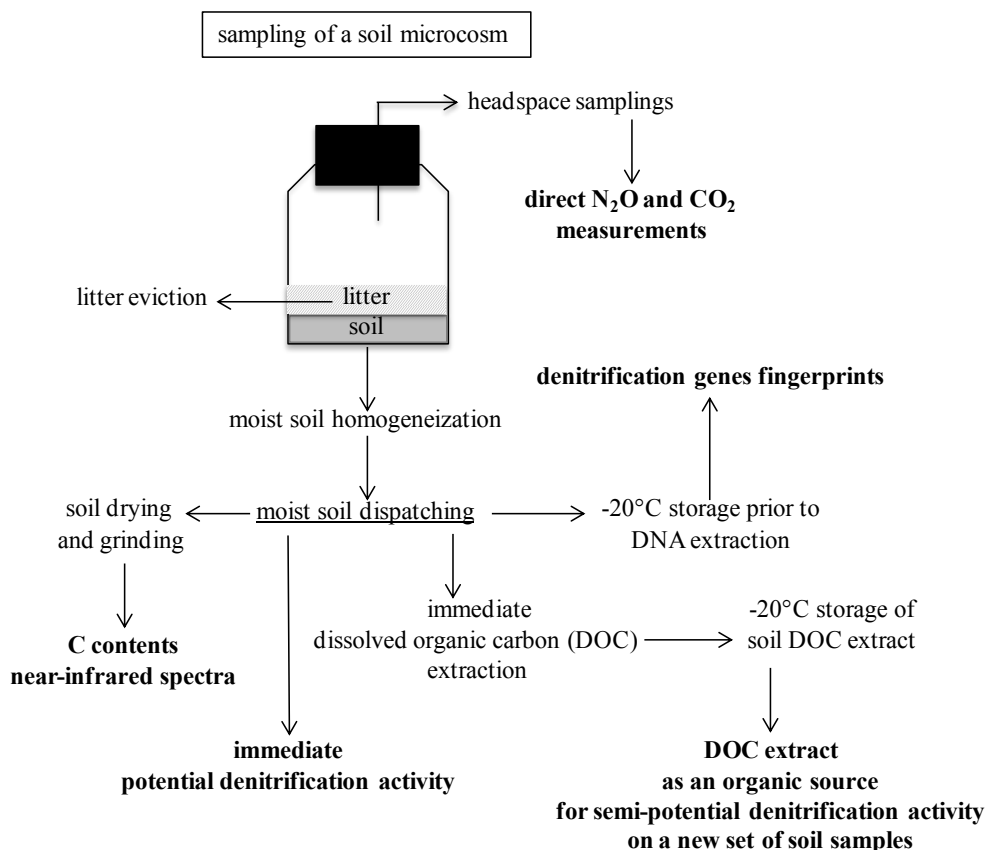 sampling of a soil microcosm
headspace samplings
direct N₂O and CO₂
measurements
litter eviction
litter
soil
denitrification genes fingerprints
moist soil homogeneization
soil drying
and grinding
moist soil dispatching
-20°C storage prior to
DNA extraction
immediate
dissolved organic carbon (DOC)
extraction
-20°C storage of
soil DOC extract
C contents
near-infrared spectra
immediate
potential denitrification activity
DOC extract
as an organic source
for semi-potential denitrification activity
on a new set of soil samples